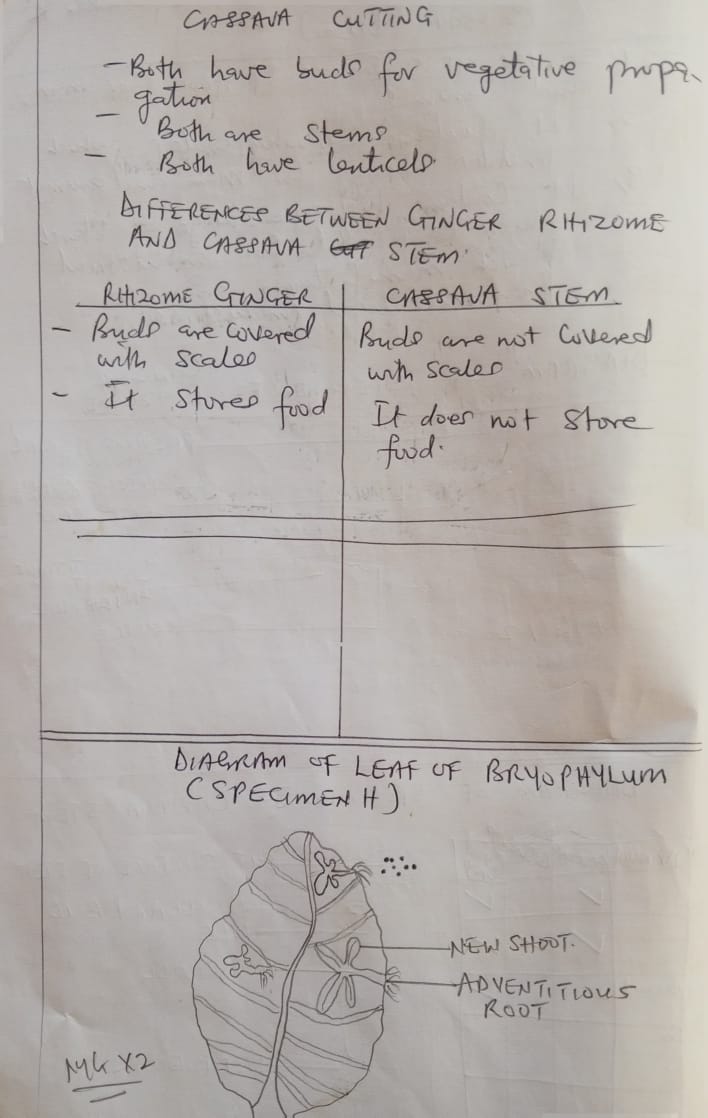 CASSAVA CUTTING
- Both have buds for vegetative propa-
gation
- Both are stems
- Both have lenticels.
DIFFERENCES BETWEEN GINGER RHIZOME
AND CASSAVA CUT STEM.
RHIZOME GINGER
- Buds are covered
with scales
- It stores food
CASSAVA STEM
Buds are not covered
with scales
It does not store
food.
DIAGRAM OF LEAF OF BRYOPHYLUM
(SPECIMEN H)
NEW SHOOT.
ADVENTITIOUS
ROOT
MG X2